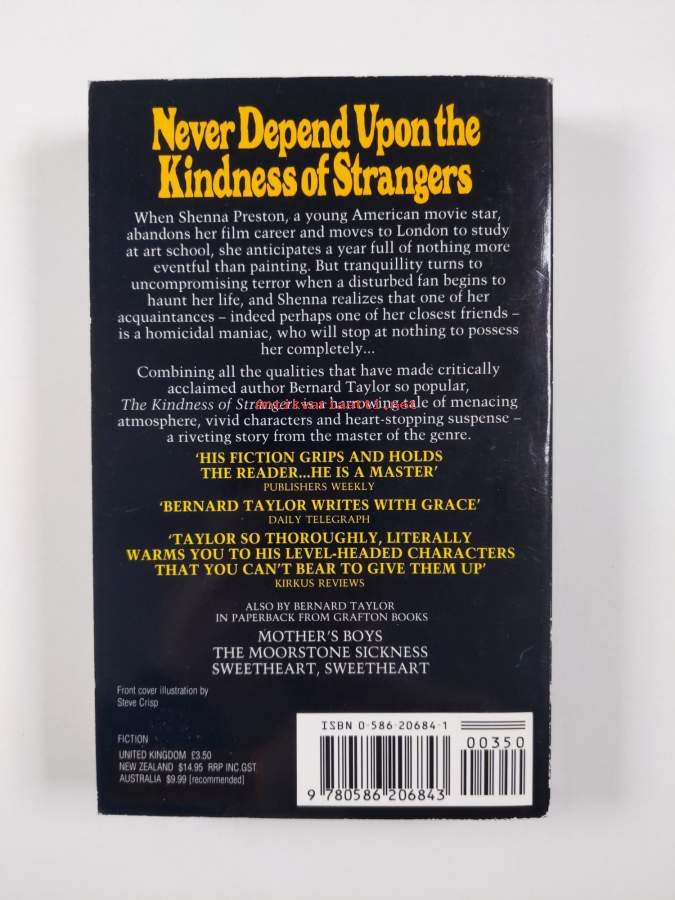 Never Depend Upon the
Kindness of Strangers
When Shenna Preston, a young American movie star,
abandons her film career and moves to London to study
at art school, she anticipates a year full of nothing more
eventful than painting. But tranquillity turns to
uncompromising terror when a disturbed fan begins to
haunt her life, and Shenna realizes that one of her
acquaintances – indeed perhaps one of her closest friends –
is a homicidal maniac, who will stop at nothing to possess
her completely...
Combining all the qualities that have made critically
acclaimed author Bernard Taylor so popular,
The Kindness of Strangers is a harrowing tale of menacing
atmosphere, vivid characters and heart-stopping suspense –
a riveting story from the master of the genre.
‘HIS FICTION GRIPS AND HOLDS
THE READER...HE IS A MASTER’
PUBLISHERS WEEKLY
‘BERNARD TAYLOR WRITES WITH GRACE’
DAILY TELEGRAPH
‘TAYLOR SO THOROUGHLY, LITERALLY
WARMS YOU TO HIS LEVEL-HEADED CHARACTERS
THAT YOU CAN’T BEAR TO GIVE THEM UP’
KIRKUS REVIEWS
ALSO BY BERNARD TAYLOR
IN PAPERBACK FROM GRAFTON BOOKS
MOTHER’S BOYS
THE MOORSTONE SICKNESS
SWEETHEART, SWEETHEART
Front cover illustration by
Steve Crisp
FICTION
UNITED KINGDOM £3.50
NEW ZEALAND $14.95 RRP INC.GST
AUSTRALIA $9.99 [recommended]
ISBN 0-586-20684-1
00350
9 780586 206843